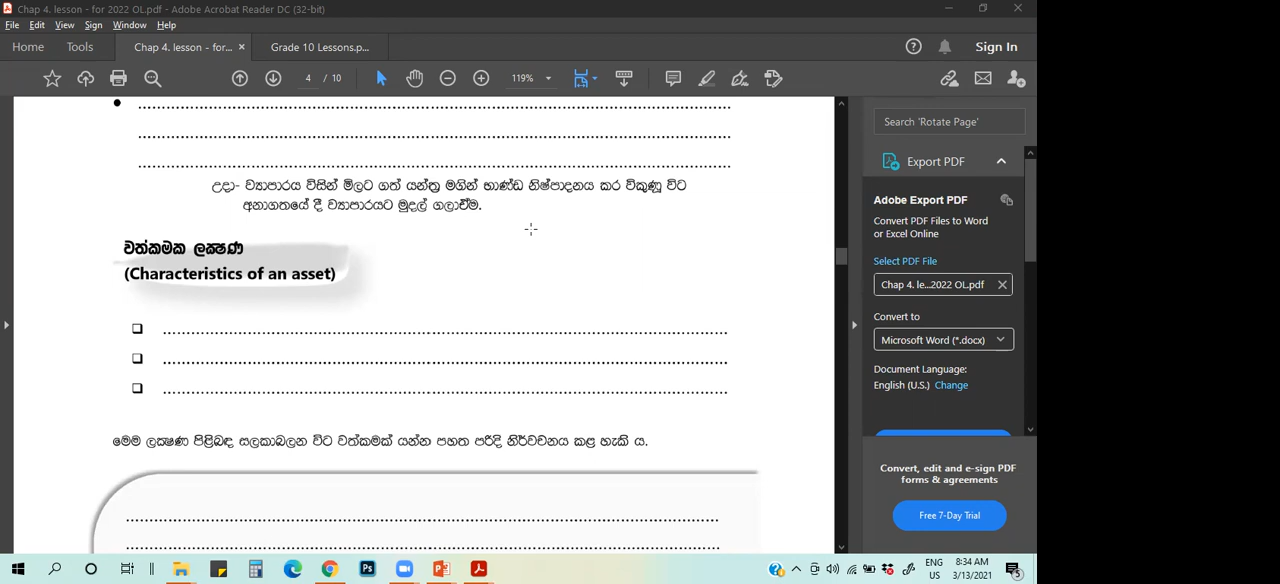 Chap 4. lesson - for 2022 OL.pdf - Adobe Acrobat Reader DC (32-bit)
File Edit View Sign Window Help
Home Tools Chap 4. lesson - for... × Grade 10 Lessons.p... Sign In
4 / 10 119%
උදා- ව්‍යාපාරය විසින් මිලට ගත් යන්ත්‍ර මගින් භාණ්ඩ නිෂ්පාදනය කර විකුණූ විට
අනාගතයේ දී ව්‍යාපාරයට මුදල් ගලාඒම.
වත්කමක ලක්‍ෂණ
(Characteristics of an asset)
මෙම ලක්‍ෂණ පිළිබඳ සලකාබලන විට වත්කමක් යන්න පහත පරිදි නිර්වචනය කළ හැකි ය.
Search 'Rotate Page'
Export PDF
Adobe Export PDF
Convert PDF Files to Word
or Excel Online
Select PDF File
Chap 4. le...2022 OL.pdf
Convert to
Microsoft Word (*.docx)
Document Language:
English (U.S.) Change
Convert, edit and e-sign PDF
forms & agreements
Free 7-Day Trial
ENG
US
8:34 AM
3/13/2021
5